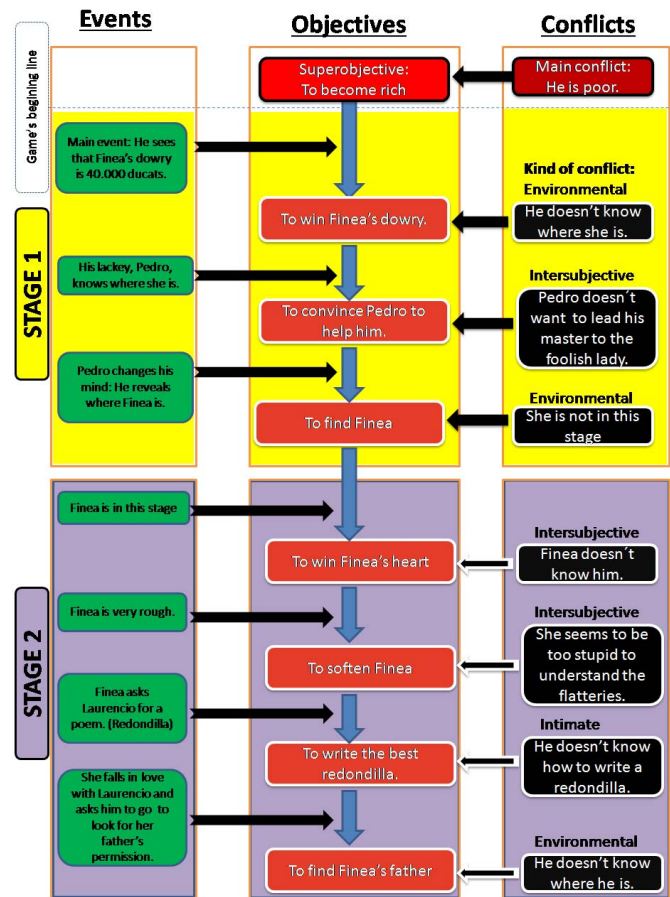 Events
Objectives
Conflicts
Game's begining line
Superobjective:
To become rich
Main conflict:
He is poor.
STAGE 1
Main event: He sees
that Finea's dowry
is 40.000 ducats.
Kind of conflict:
Environmental
To win Finea's dowry.
He doesn't know
where she is.
His lackey, Pedro,
knows where she is.
Intersubjective
To convince Pedro to
help him.
Pedro doesn´t
want to lead his
master to the
foolish lady.
Pedro changes his
mind: He reveals
where Finea is.
Environmental
To find Finea
She is not in this
stage
STAGE 2
Finea is in this stage
Intersubjective
To win Finea's heart
Finea doesn´t
know him.
Finea is very rough.
Intersubjective
To soften Finea
She seems to be
too stupid to
understand the
flatteries.
Finea asks
Laurencio for a
poem. (Redondilla)
Intimate
To write the best
redondilla.
He doesn't know
how to write a
redondilla.
She falls in love
with Laurencio and
asks him to go to
look for her
father's
permission.
Environmental
To find Finea's father
He doesn't know
where he is.